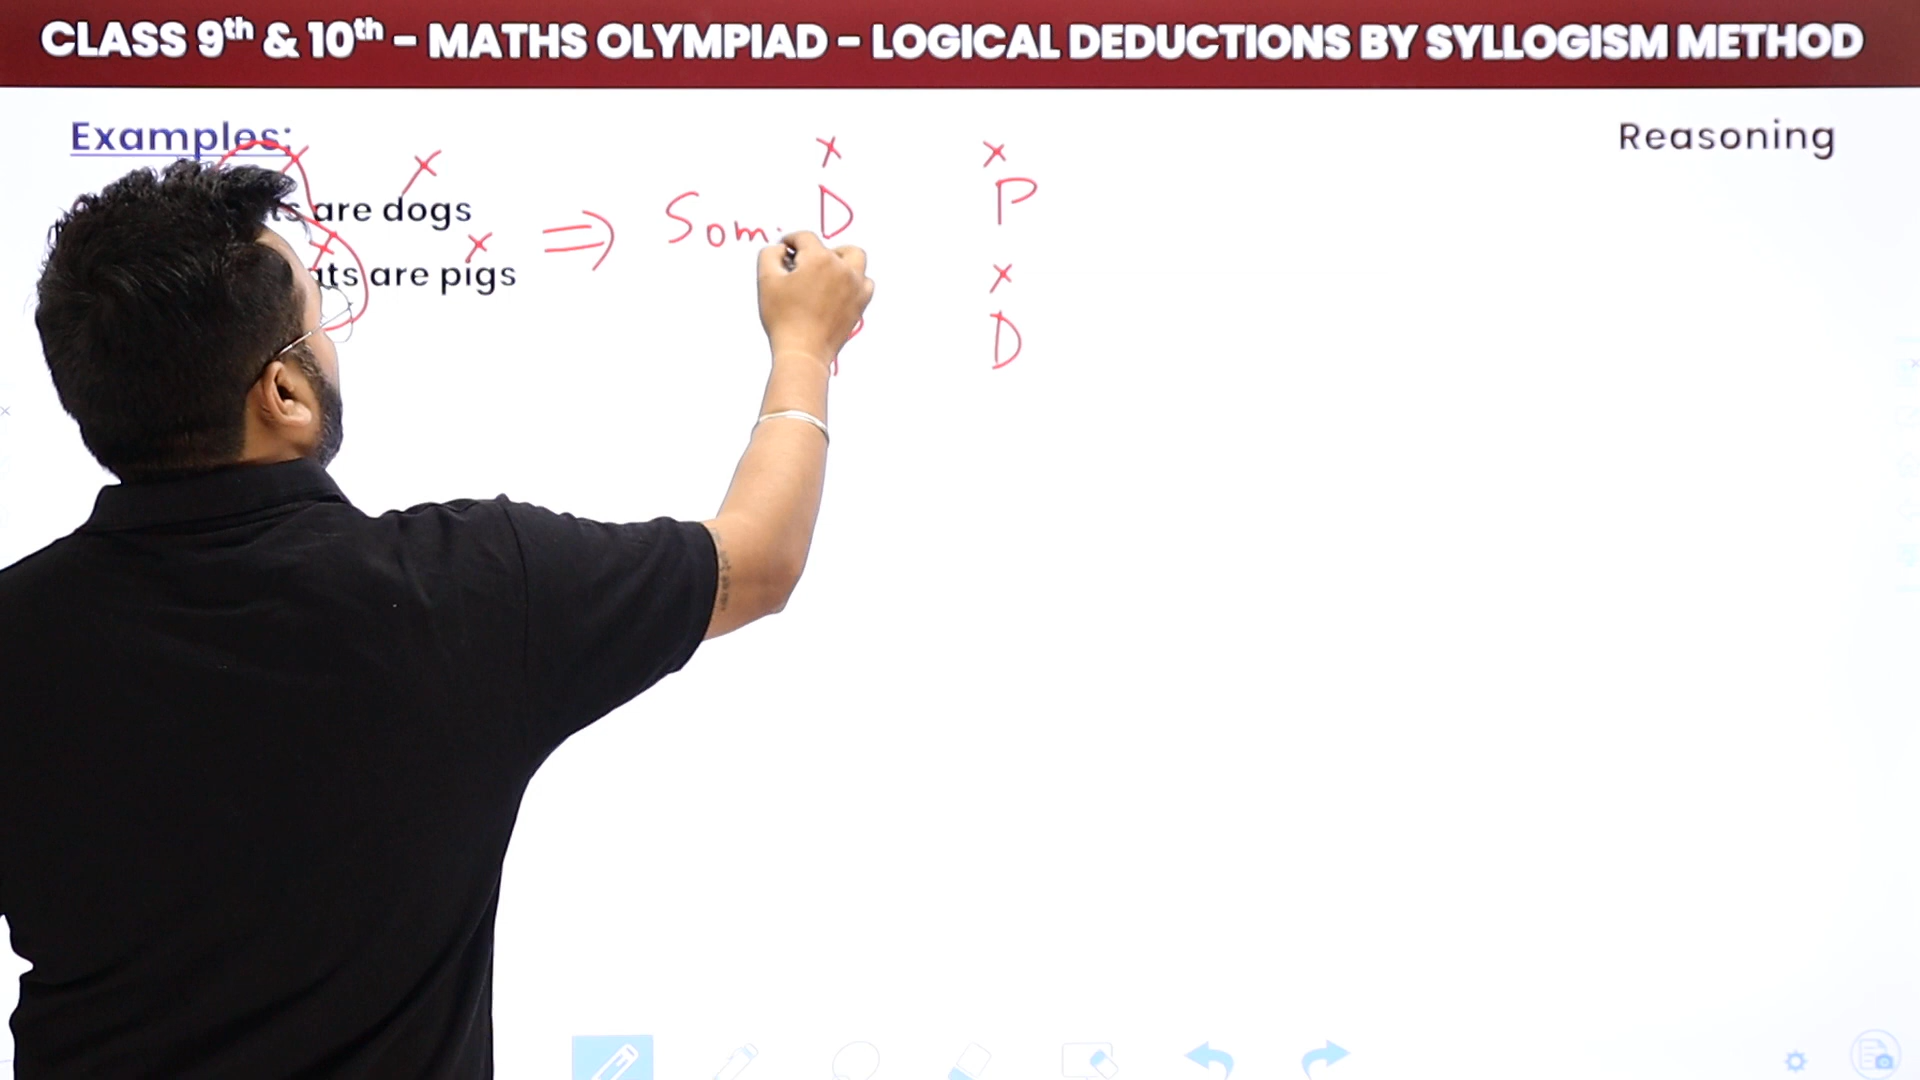 CLASS 9th & 10th - MATHS OLYMPIAD - LOGICAL DEDUCTIONS BY SYLLOGISM METHOD
Examples:
Reasoning
x x x x
are dogs ⇒ Som D P
x x x
are pigs
D